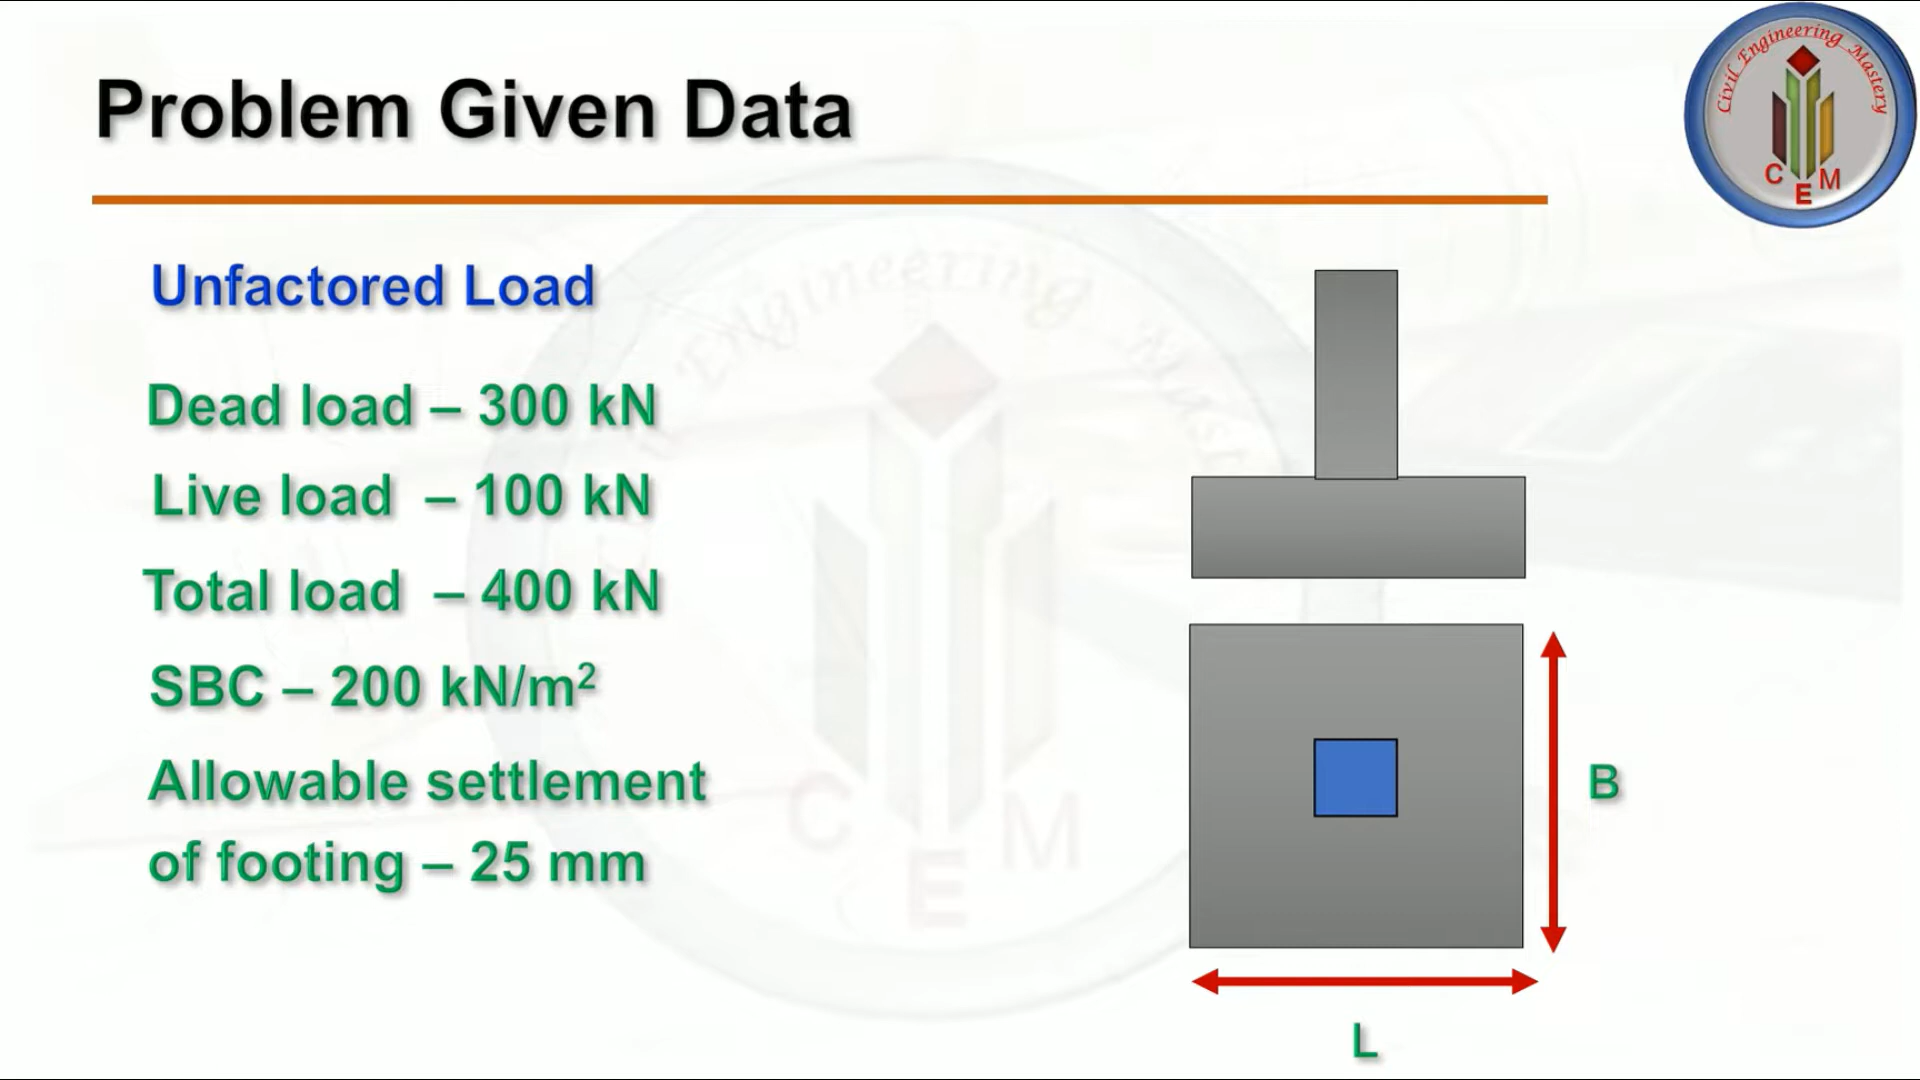 Problem Given Data
Civil Engineering Mastery
C E M
Unfactored Load
Dead load – 300 kN
Live load – 100 kN
Total load – 400 kN
SBC – 200 kN/m²
Allowable settlement
of footing – 25 mm
B
L